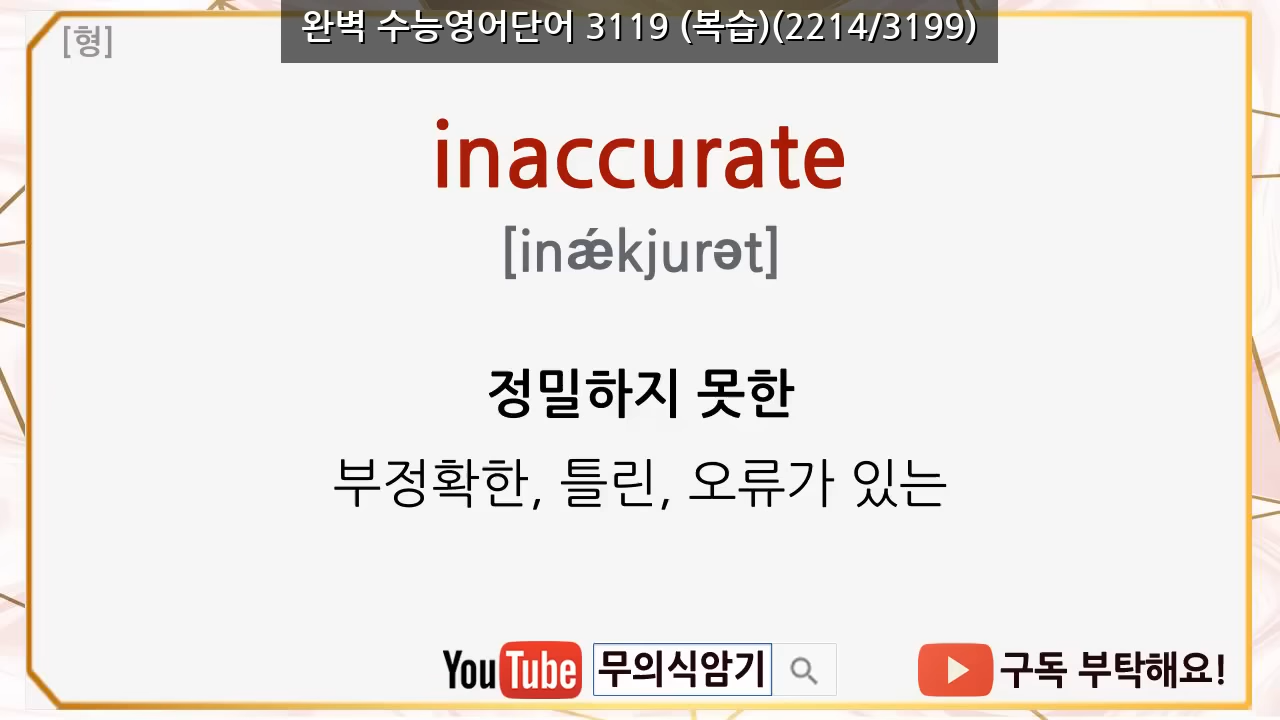 완벽 수능영어단어 3119 (복습)(2214/3199)
[형]
inaccurate
[inǽkjurət]
정밀하지 못한
부정확한, 틀린, 오류가 있는
YouTube 무의식암기 구독 부탁해요!